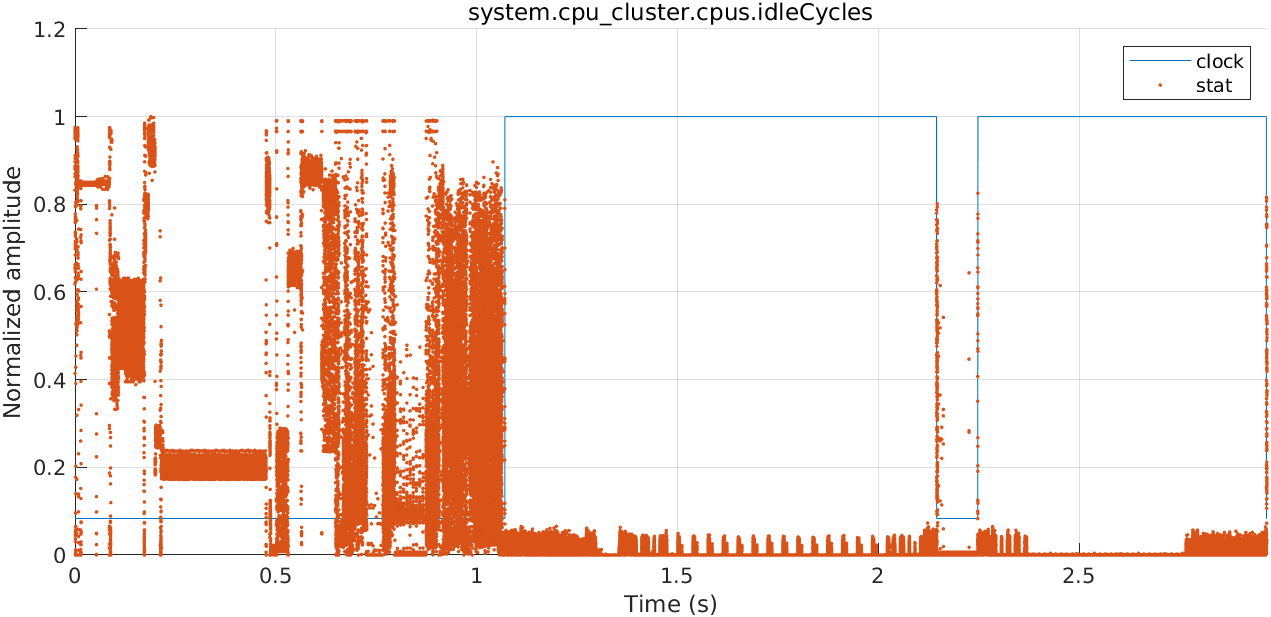 system.cpu_cluster.cpus.idleCycles
1.2
1
0.8
0.6
0.4
0.2
0
Normalized amplitude
clock
stat
0 0.5 1 1.5 2 2.5
Time (s)